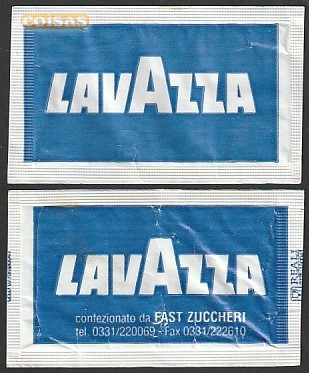 coisas
LAVAZZA
LAVAZZA
confezionato da FAST ZUCCHERI
tel. 0331/220069 - Fax 0331/222610